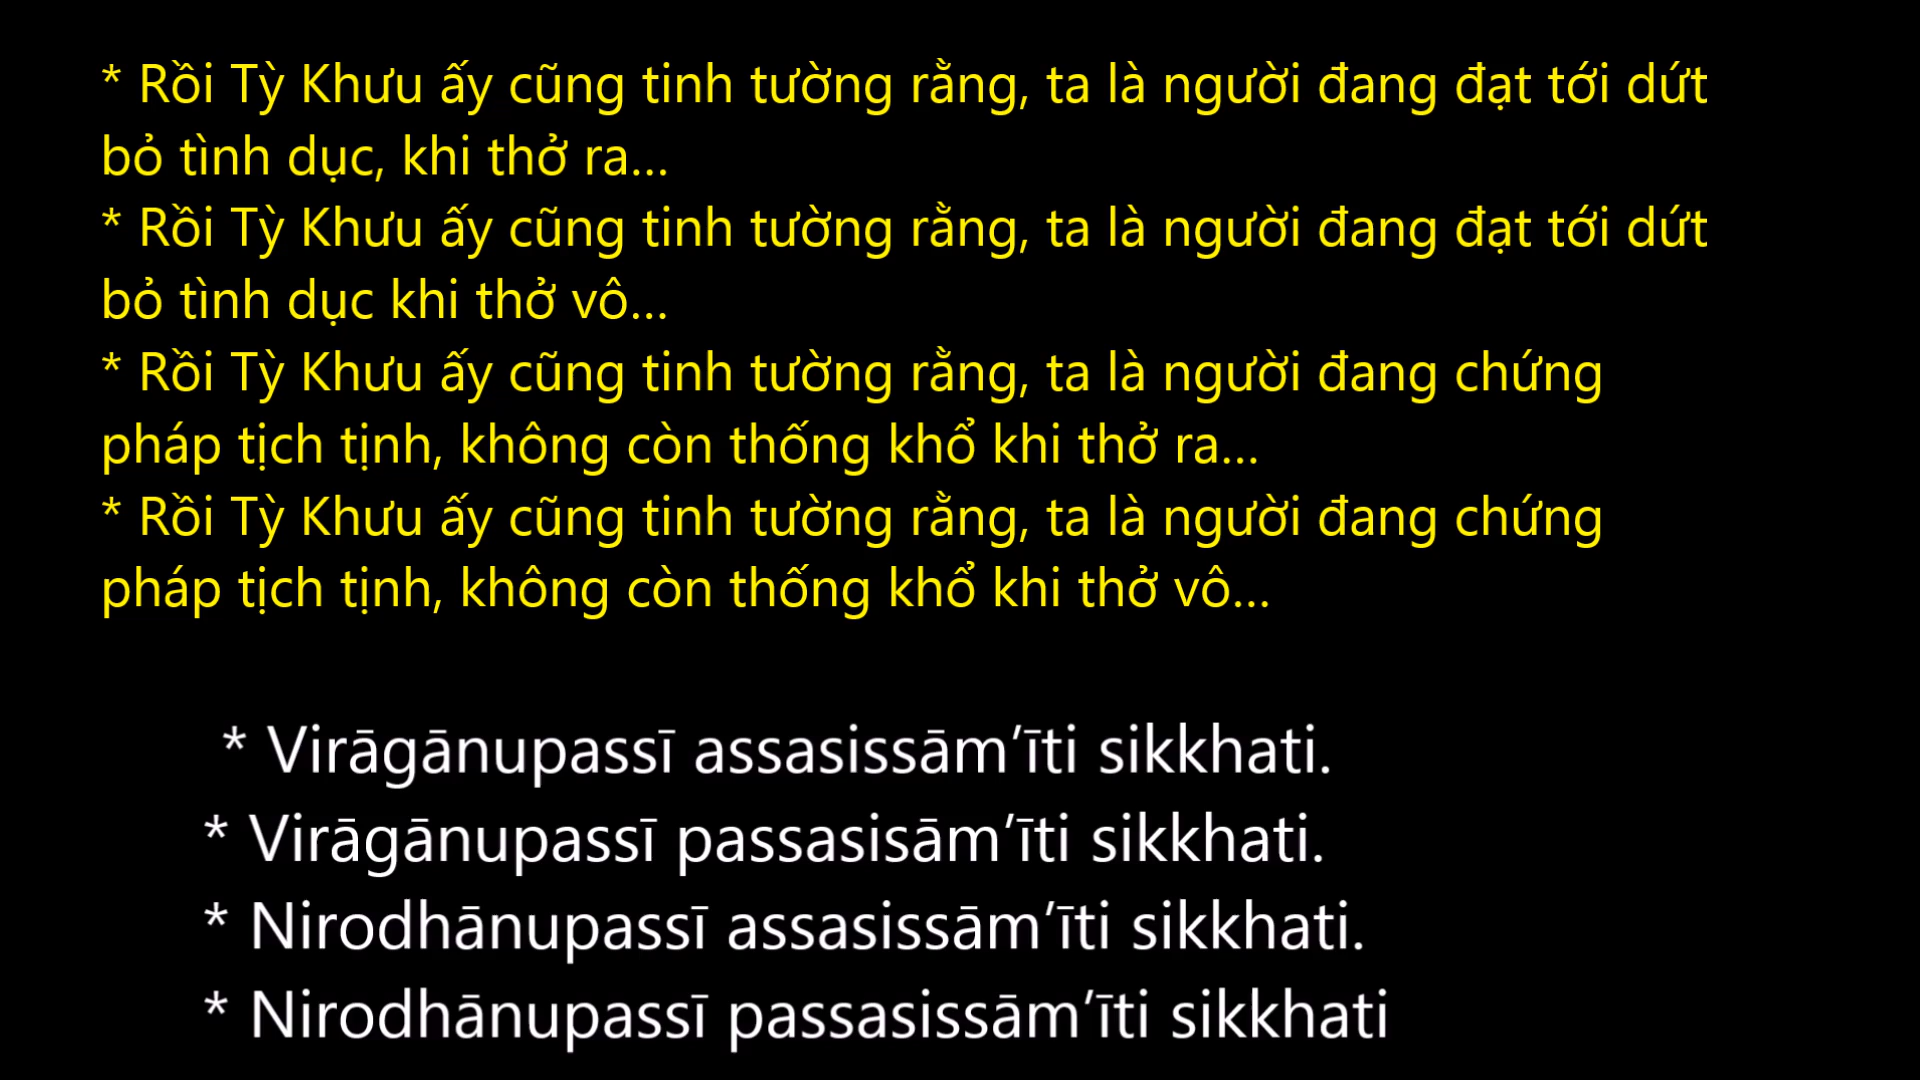 * Rồi Tỳ Khưu ấy cũng tinh tường rằng, ta là người đang đạt tới dứt
bỏ tình dục, khi thở ra...
* Rồi Tỳ Khưu ấy cũng tinh tường rằng, ta là người đang đạt tới dứt
bỏ tình dục khi thở vô...
* Rồi Tỳ Khưu ấy cũng tinh tường rằng, ta là người đang chứng
pháp tịch tịnh, không còn thống khổ khi thở ra...
* Rồi Tỳ Khưu ấy cũng tinh tường rằng, ta là người đang chứng
pháp tịch tịnh, không còn thống khổ khi thở vô...
* Virāgānupassī assasissām’īti sikkhati.
* Virāgānupassī passasisām’īti sikkhati.
* Nirodhānupassī assasissām’īti sikkhati.
* Nirodhānupassī passasissām’īti sikkhati